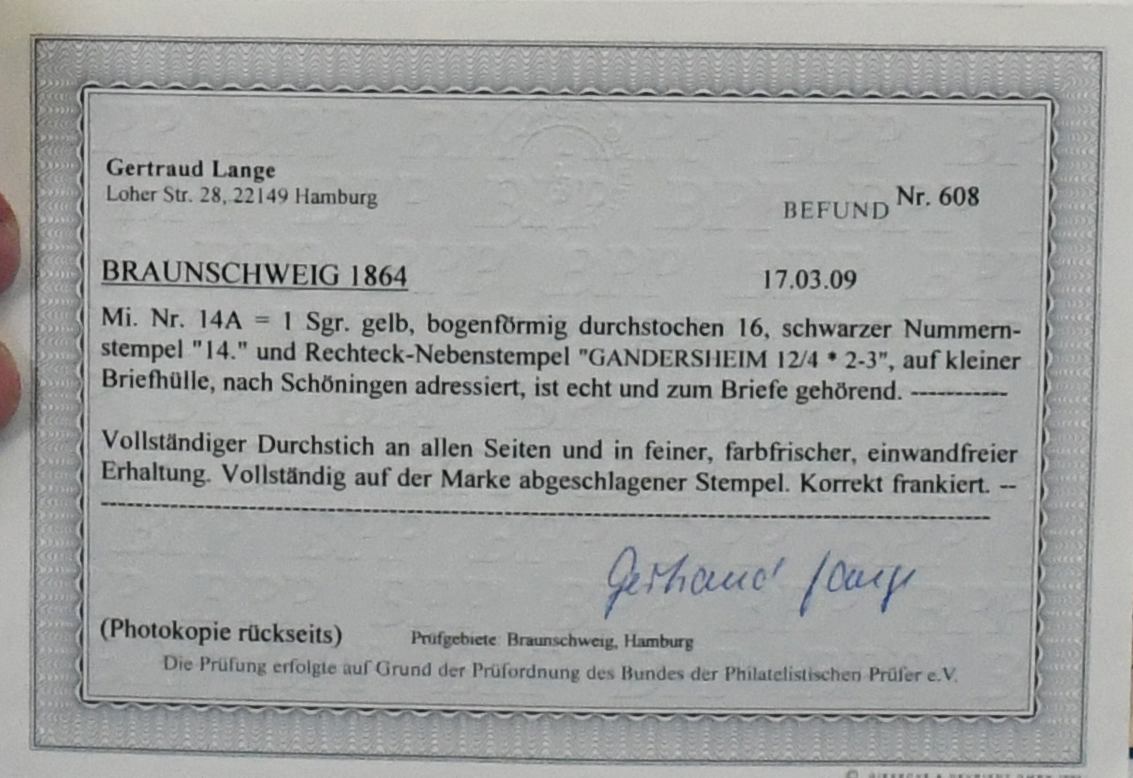 Gertraud Lange
Loher Str. 28, 22149 Hamburg
BEFUND Nr. 608
BRAUNSCHWEIG 1864
17.03.09
Mi. Nr. 14A = 1 Sgr. gelb, bogenförmig durchstochen 16, schwarzer Nummern-
stempel "14." und Rechteck-Nebenstempel "GANDERSHEIM 12/4 * 2-3", auf kleiner
Briefhülle, nach Schöningen adressiert, ist echt und zum Briefe gehörend. -----------
Vollständiger Durchstich an allen Seiten und in feiner, farbfrischer, einwandfreier
Erhaltung. Vollständig auf der Marke abgeschlagener Stempel. Korrekt frankiert. --
Gertraud Lange
(Photokopie rückseits)
Prüfgebiete: Braunschweig, Hamburg
Die Prüfung erfolgte auf Grund der Prüfordnung des Bundes der Philatelistischen Prüfer e.V.